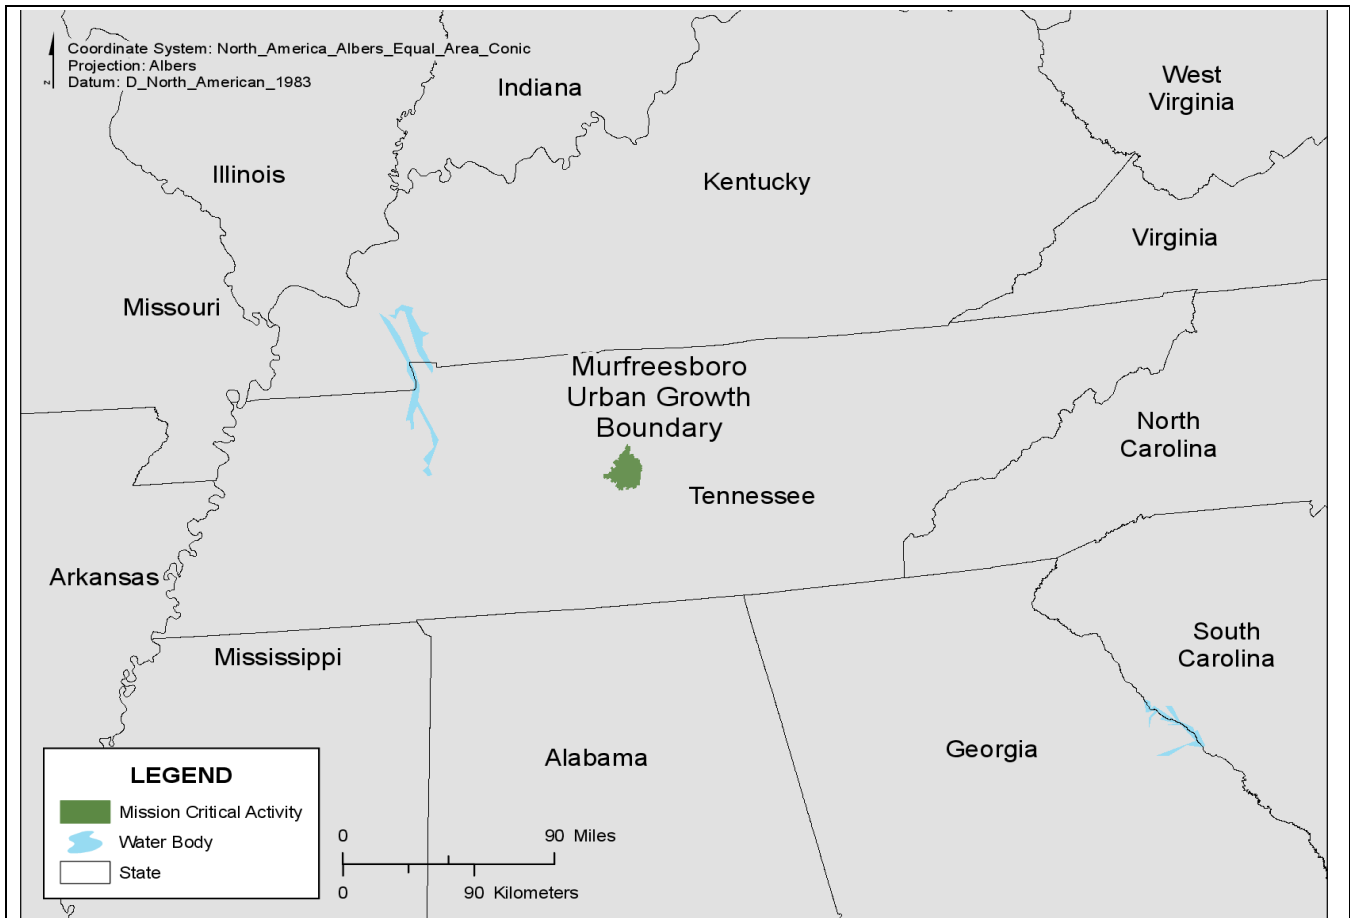 Coordinate System: North_America_Albers_Equal_Area_Conic
Projection: Albers
Datum: D_North_American_1983
z
Indiana
West
Virginia
Illinois
Kentucky
Virginia
Missouri
Murfreesboro
Urban Growth
Boundary
North
Carolina
Tennessee
Arkansas
South
Carolina
Mississippi
Georgia
Alabama
LEGEND
Mission Critical Activity
Water Body
State
0 90 Miles
0 90 Kilometers